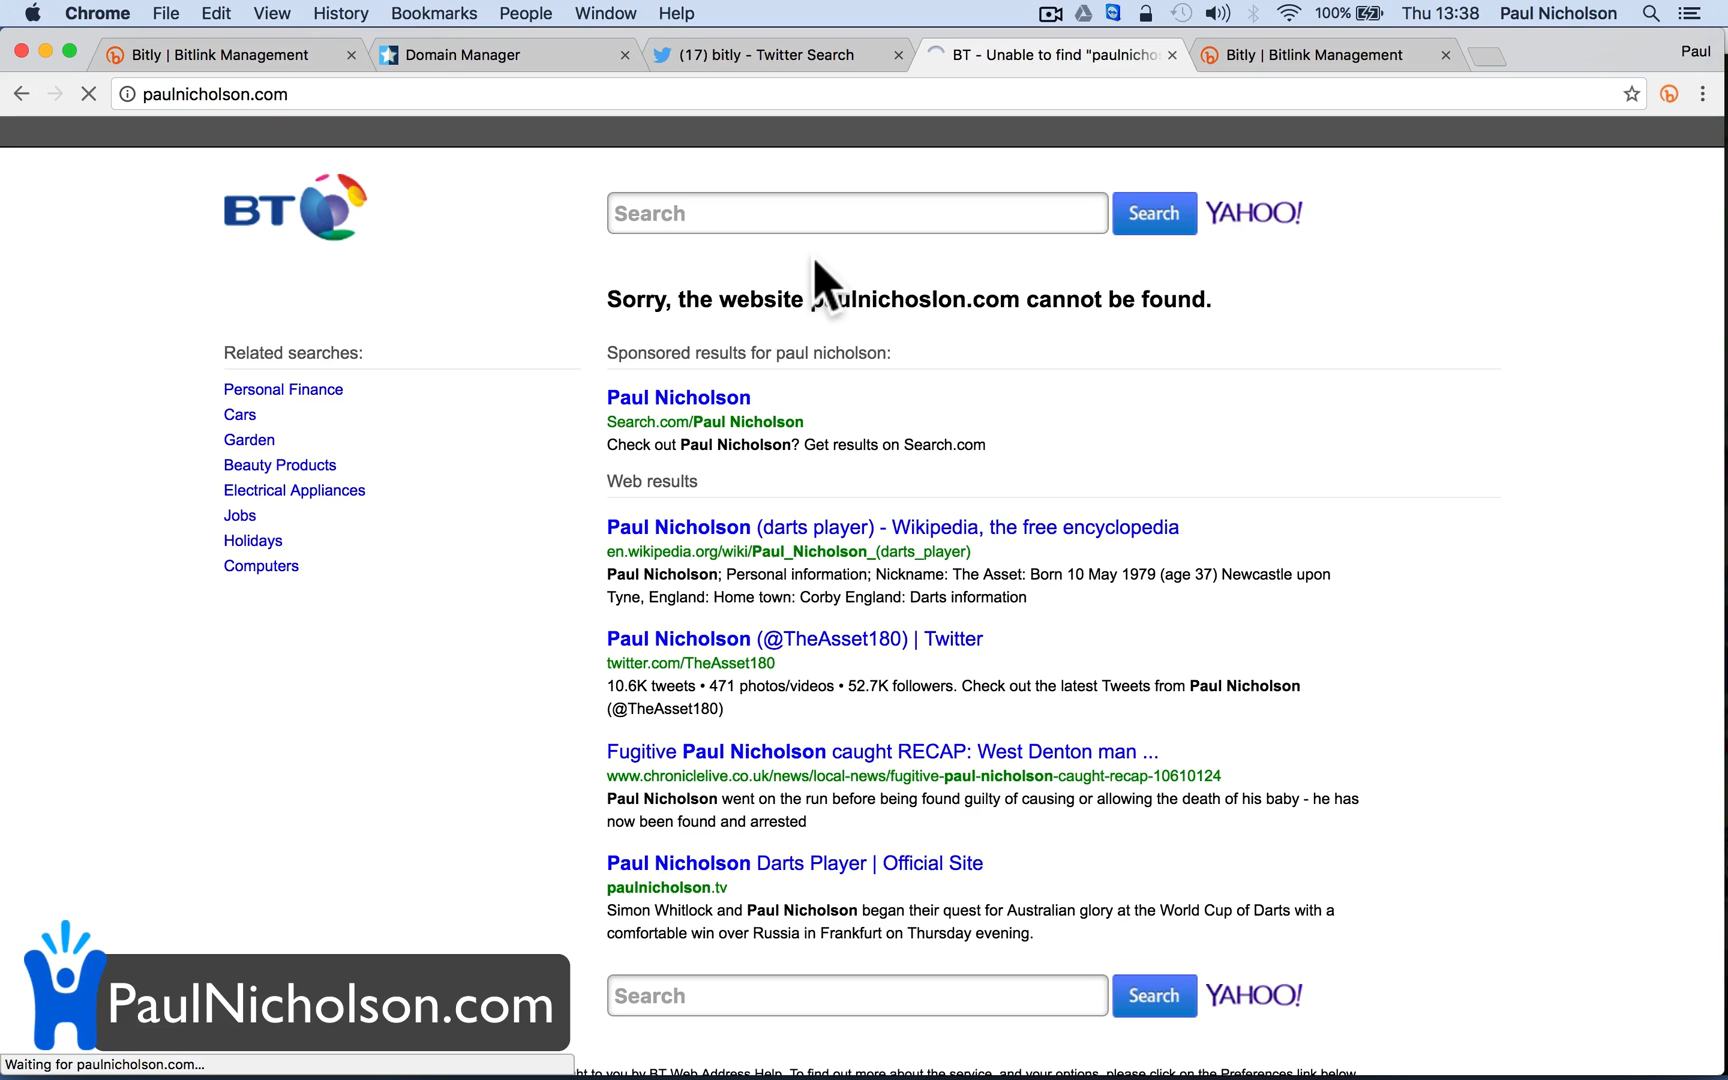 Chrome File Edit View History Bookmarks People Window Help 100% Thu 13:38 Paul Nicholson
Bitly | Bitlink Management Domain Manager (17) bitly - Twitter Search BT - Unable to find "paulnicho Bitly | Bitlink Management Paul
paulnicholson.com
BT Search Search YAHOO!
Sorry, the website paulnichoslon.com cannot be found.
Related searches:
Personal Finance
Cars
Garden
Beauty Products
Electrical Appliances
Jobs
Holidays
Computers
Sponsored results for paul nicholson:
Paul Nicholson
Search.com/Paul Nicholson
Check out Paul Nicholson? Get results on Search.com
Web results
Paul Nicholson (darts player) - Wikipedia, the free encyclopedia
en.wikipedia.org/wiki/Paul_Nicholson_(darts_player)
Paul Nicholson; Personal information; Nickname: The Asset: Born 10 May 1979 (age 37) Newcastle upon
Tyne, England: Home town: Corby England: Darts information
Paul Nicholson (@TheAsset180) | Twitter
twitter.com/TheAsset180
10.6K tweets • 471 photos/videos • 52.7K followers. Check out the latest Tweets from Paul Nicholson
(@TheAsset180)
Fugitive Paul Nicholson caught RECAP: West Denton man ...
www.chroniclelive.co.uk/news/local-news/fugitive-paul-nicholson-caught-recap-10610124
Paul Nicholson went on the run before being found guilty of causing or allowing the death of his baby - he has
now been found and arrested
Paul Nicholson Darts Player | Official Site
paulnicholson.tv
Simon Whitlock and Paul Nicholson began their quest for Australian glory at the World Cup of Darts with a
comfortable win over Russia in Frankfurt on Thursday evening.
Search Search YAHOO!
PaulNicholson.com
Waiting for paulnicholson.com...
ht to you by BT Web Address Help. To find out more about the service, and your options, please click on the Preferences link below